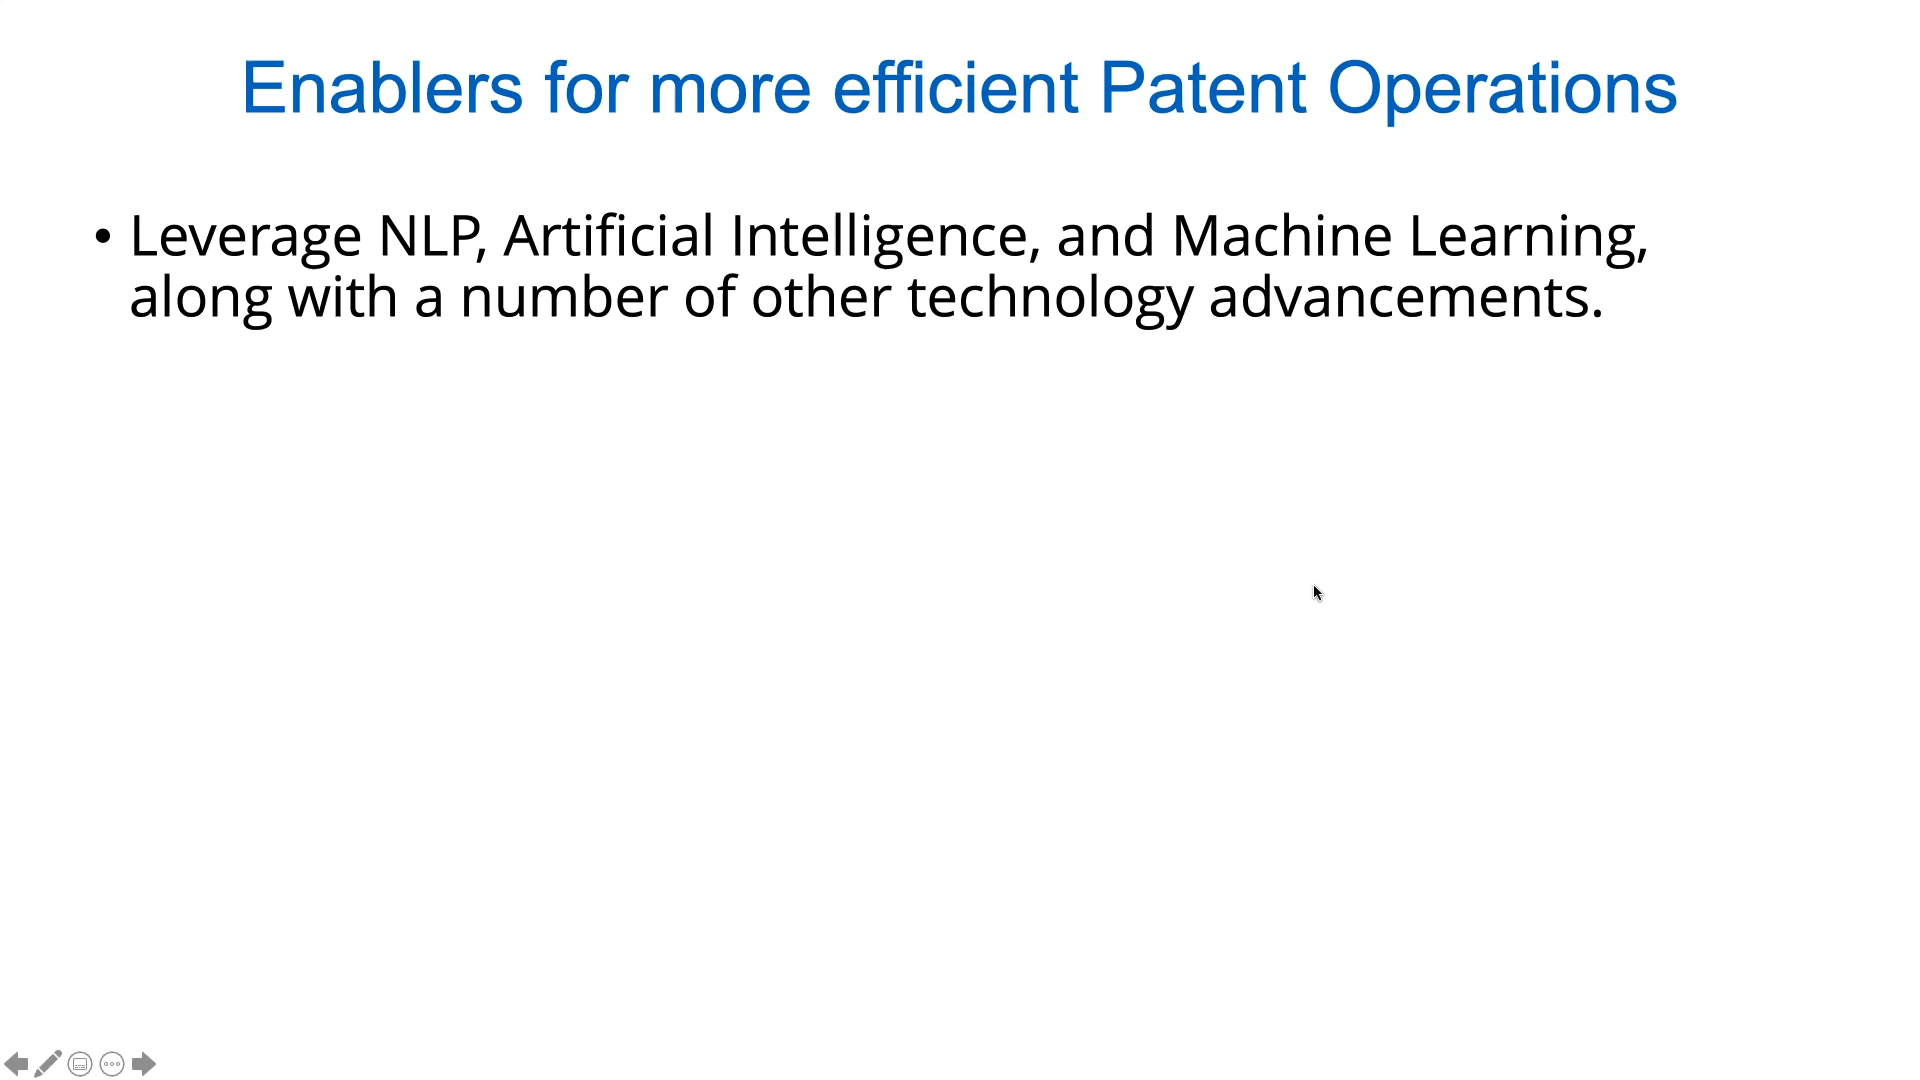 Enablers for more efficient Patent Operations
• Leverage NLP, Artificial Intelligence, and Machine Learning,
along with a number of other technology advancements.